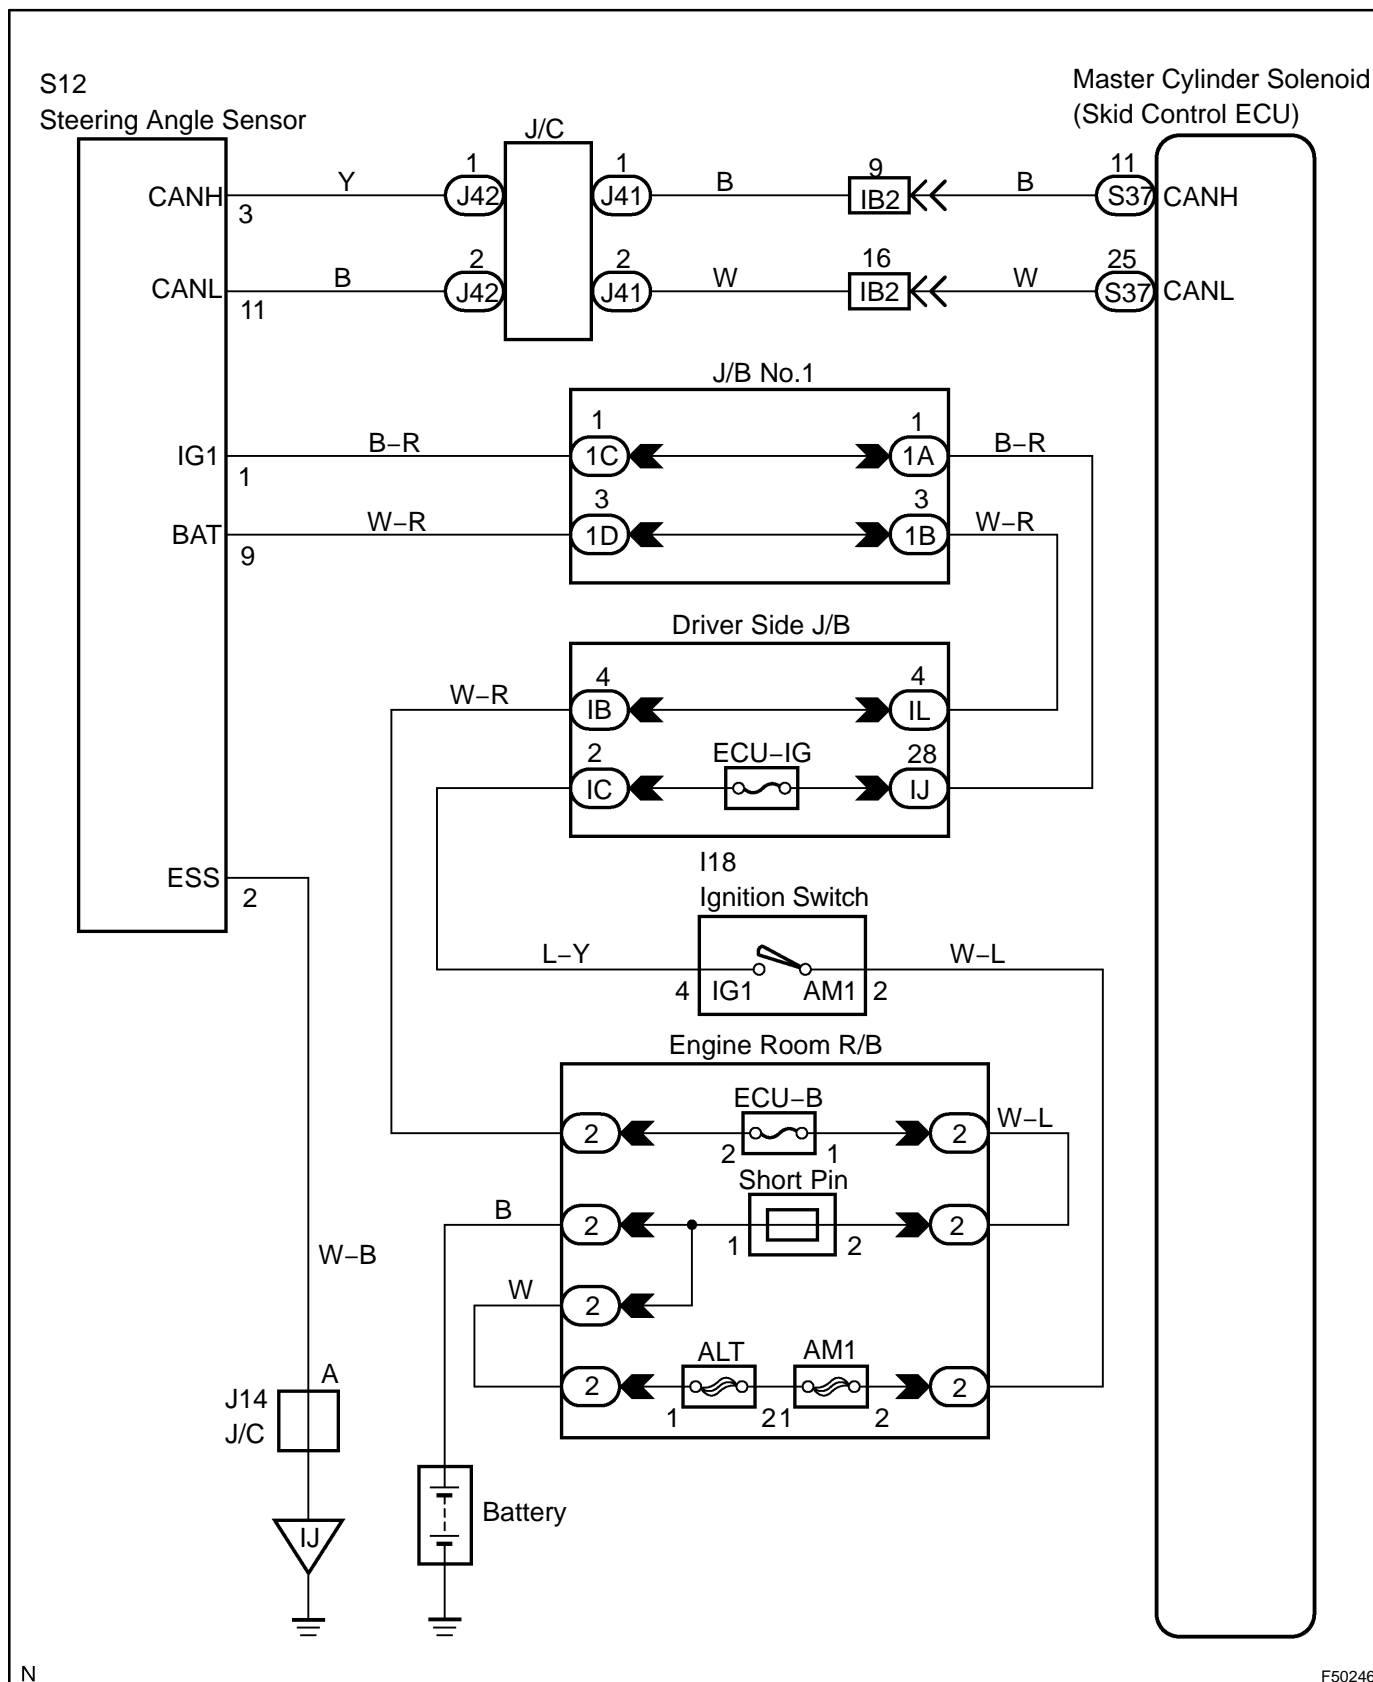 S12
Steering Angle Sensor
Master Cylinder Solenoid
(Skid Control ECU)
J/C
CANH
3
Y
1
J42
1
J41
B
9
IB2
B
11
S37
CANH
CANL
11
B
2
J42
2
J41
W
16
IB2
W
25
S37
CANL
J/B No.1
IG1
1
B–R
1
1C
1
1A
B–R
BAT
9
W–R
3
1D
3
1B
W–R
Driver Side J/B
W–R
4
IB
4
IL
2
IC
ECU–IG
28
IJ
I18
Ignition Switch
ESS
2
L–Y
4
IG1
AM1
2
W–L
Engine Room R/B
ECU–B
2
2
1
2
W–L
Short Pin
B
2
1
2
2
W–B
W
2
ALT
AM1
2
1
2
1
2
2
A
J14
J/C
IJ
Battery
N
F50246